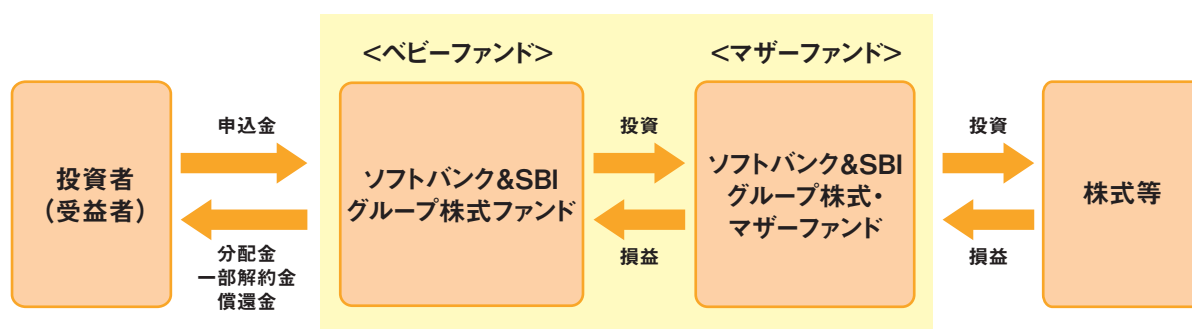 <ベビーファンド>
<マザーファンド>
投資者
(受益者)
申込金
分配金
一部解約金
償還金
ソフトバンク&SBI
グループ株式ファンド
投資
損益
ソフトバンク&SBI
グループ株式・
マザーファンド
投資
損益
株式等